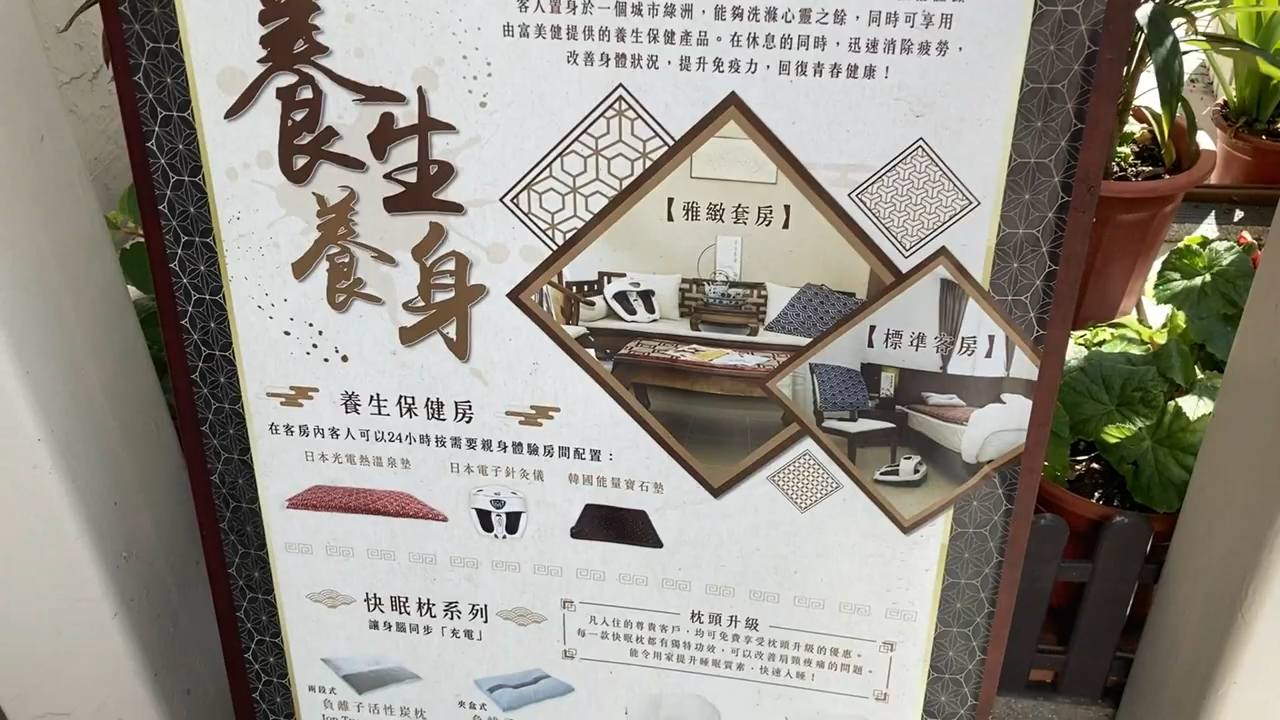 養生
養身
客人置身於一個城市綠洲，能夠洗滌心靈之餘，同時可享用
由富美健提供的養生保健產品。在休息的同時，迅速消除疲勞，
改善身體狀況，提升免疫力，回復青春健康！
【雅緻套房】
【標準客房】
養生保健房
在客房內客人可以24小時按需要親身體驗房間配置：
日本光電熱溫泉墊
日本電子針灸儀
韓國能量寶石墊
快眠枕系列
讓身腦同步「充電」
枕頭升級
凡入住的尊貴客戶，均可免費享受枕頭升級的優惠。
每一款快眠枕都有獨特功效，可以改善肩頸痠痛的問題。
能令用家提升睡眠質素，快速入睡！
兩段式
負離子活性炭枕
夾盒式